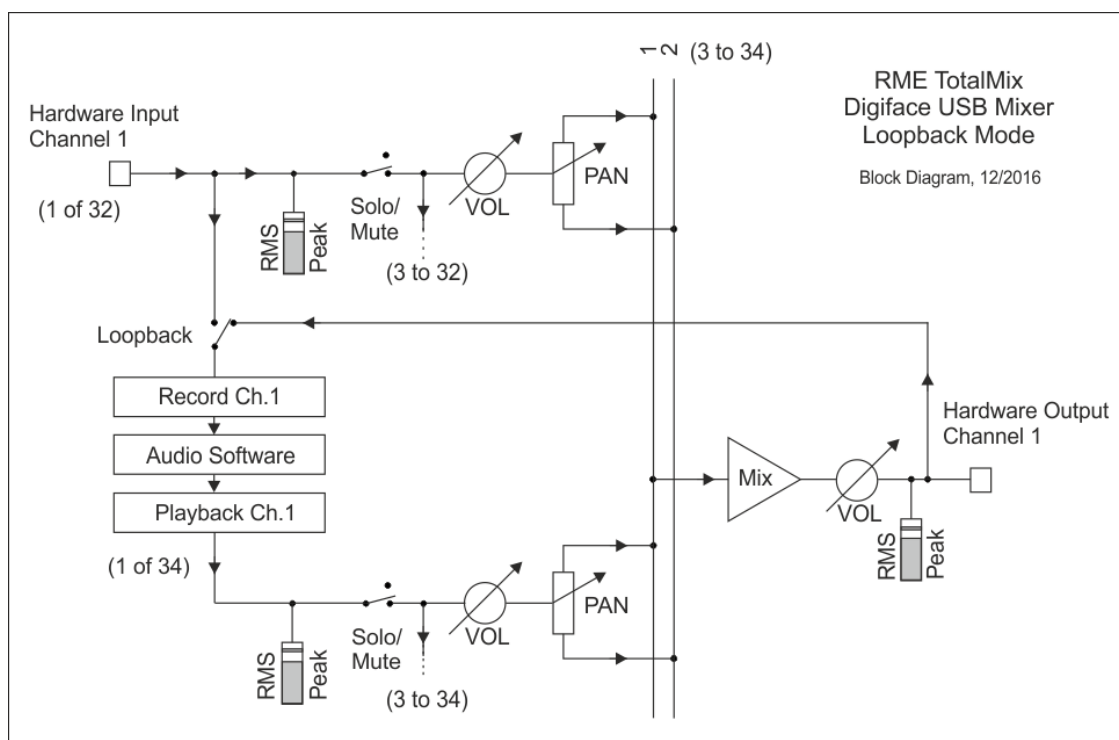 1
2
(3 to 34)
RME TotalMix
Digiface USB Mixer
Loopback Mode
Block Diagram, 12/2016
Hardware Input
Channel 1
(1 of 32)
RMS
Peak
Solo/
Mute
(3 to 32)
VOL
PAN
Loopback
Record Ch.1
Audio Software
Playback Ch.1
(1 of 34)
Hardware Output
Channel 1
Mix
VOL
RMS
Peak
RMS
Peak
Solo/
Mute
(3 to 34)
VOL
PAN